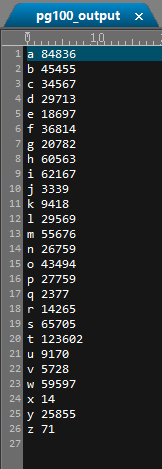 pg100_output ×
0 10
1 a 84836
2 b 45455
3 c 34567
4 d 29713
5 e 18697
6 f 36814
7 g 20782
8 h 60563
9 i 62167
10 j 3339
11 k 9418
12 l 29569
13 m 55676
14 n 26759
15 o 43494
16 p 27759
17 q 2377
18 r 14265
19 s 65705
20 t 123602
21 u 9170
22 v 5728
23 w 59597
24 x 14
25 y 25855
26 z 71
27